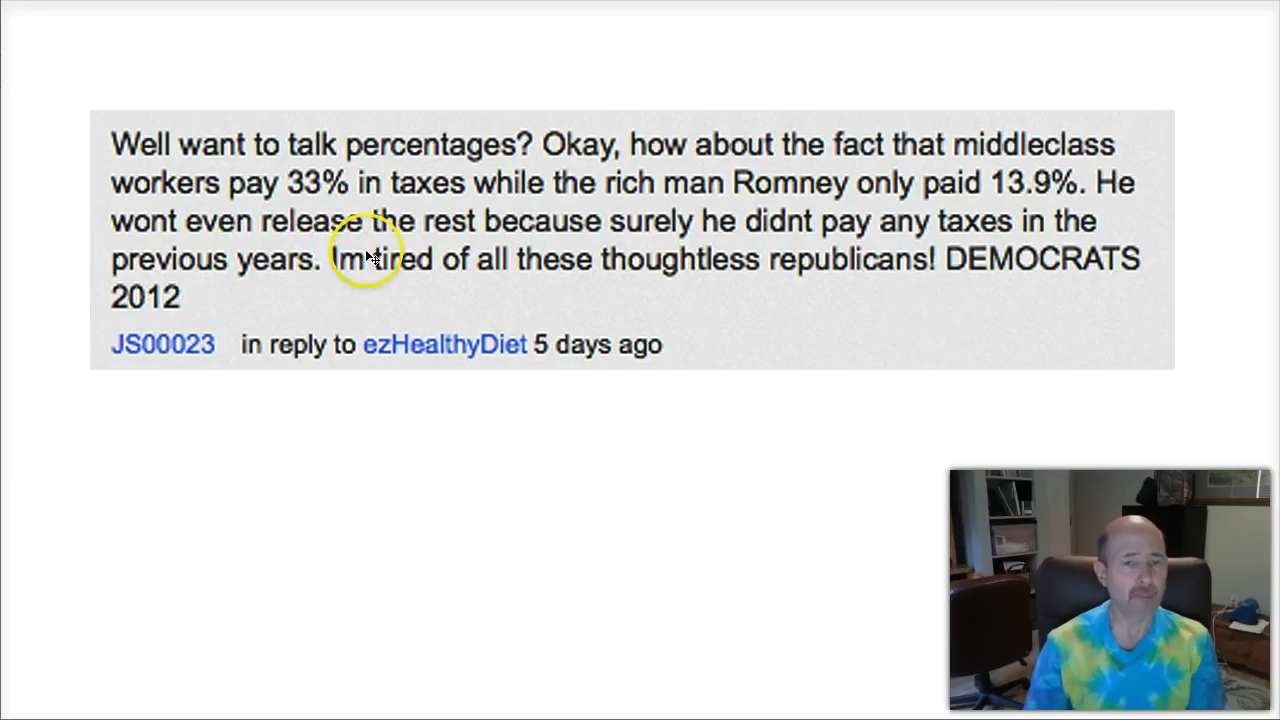 Well want to talk percentages? Okay, how about the fact that middleclass
workers pay 33% in taxes while the rich man Romney only paid 13.9%. He
wont even release the rest because surely he didnt pay any taxes in the
previous years. Im tired of all these thoughtless republicans! DEMOCRATS
2012
JS00023 in reply to ezHealthyDiet 5 days ago